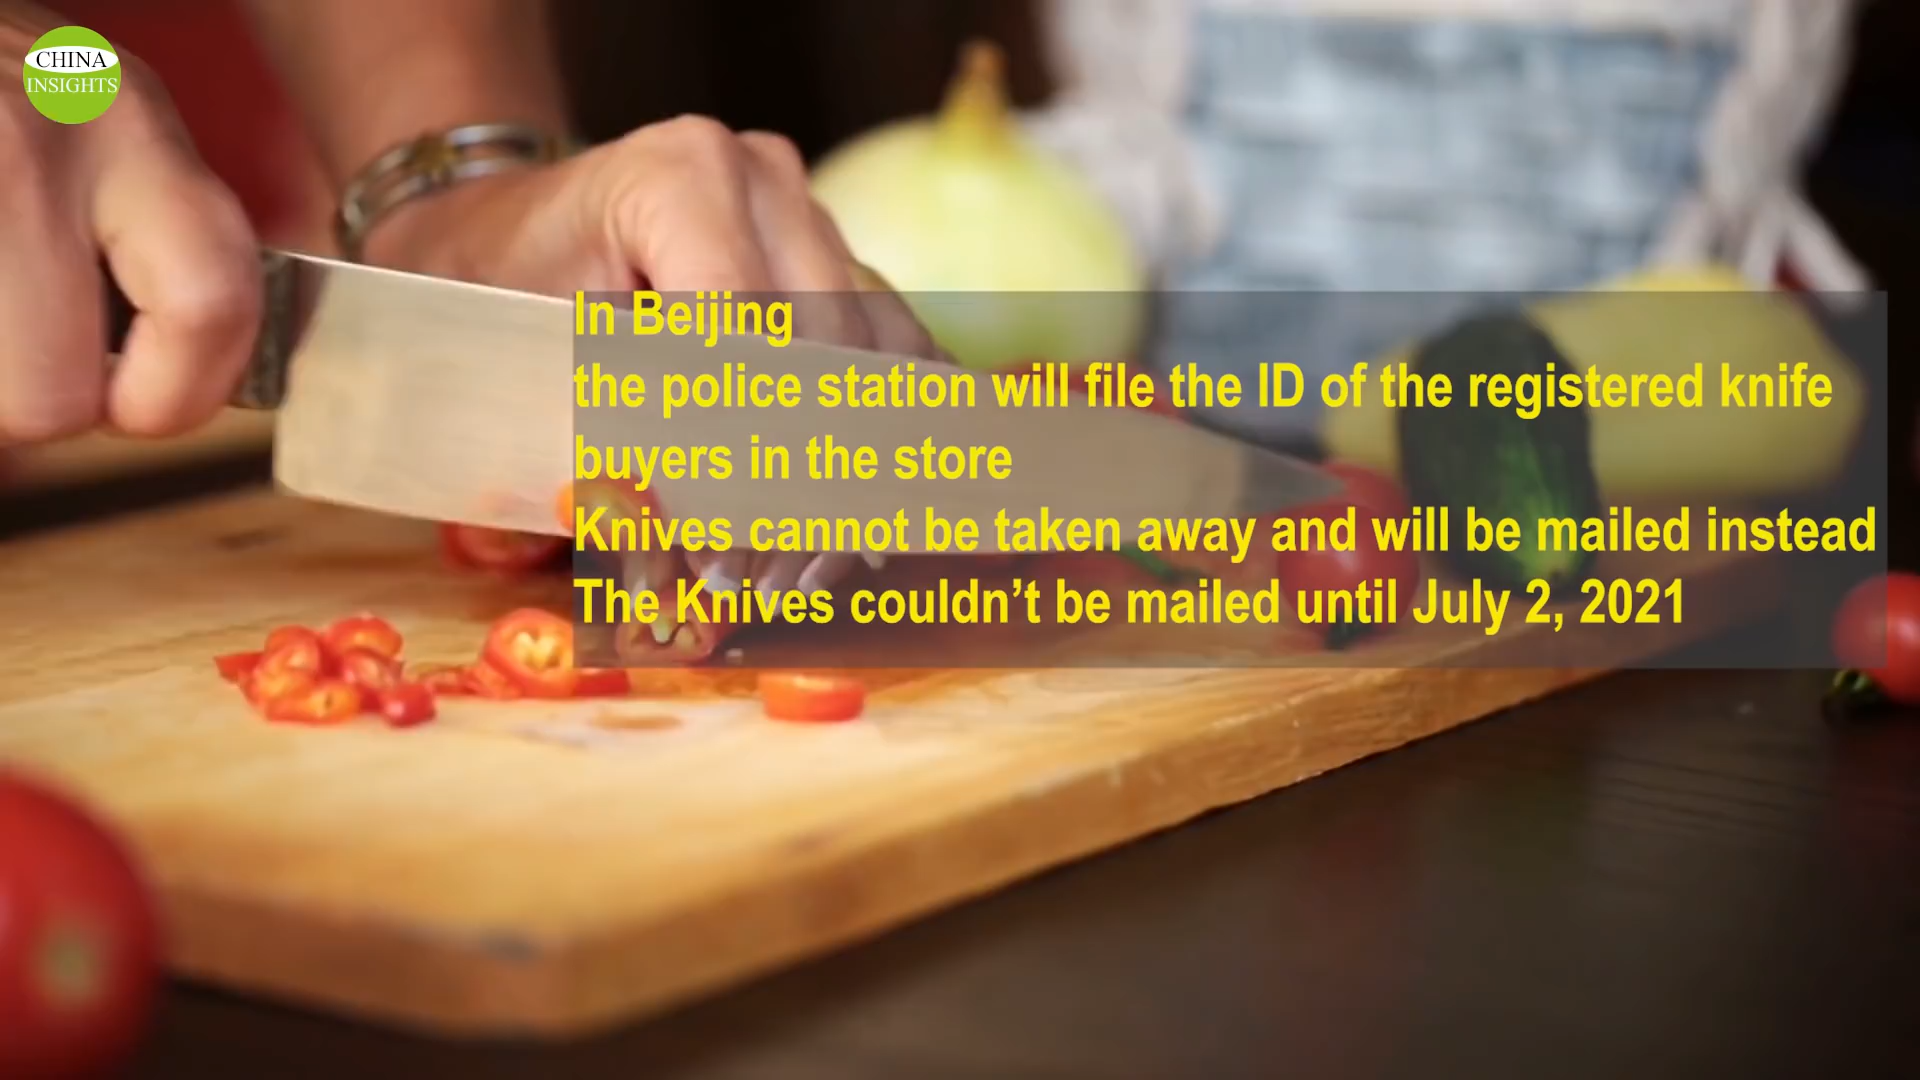 CHINA
INSIGHTS
In Beijing
the police station will file the ID of the registered knife
buyers in the store
Knives cannot be taken away and will be mailed instead
The Knives couldn’t be mailed until July 2, 2021